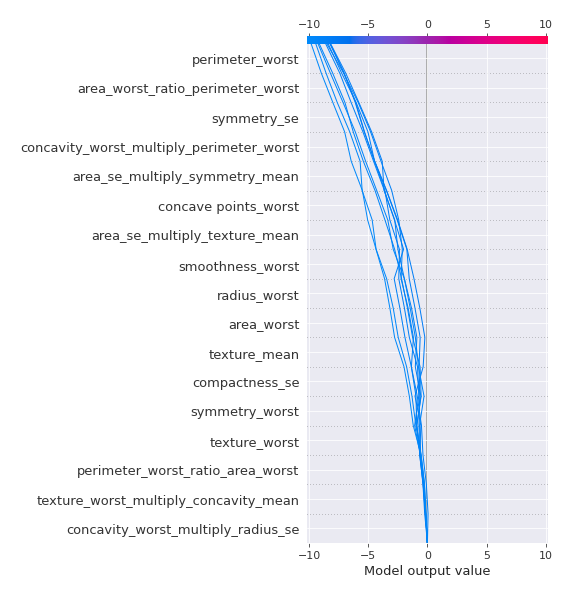 −10 −5 0 5 10
perimeter_worst
area_worst_ratio_perimeter_worst
symmetry_se
concavity_worst_multiply_perimeter_worst
area_se_multiply_symmetry_mean
concave points_worst
area_se_multiply_texture_mean
smoothness_worst
radius_worst
area_worst
texture_mean
compactness_se
symmetry_worst
texture_worst
perimeter_worst_ratio_area_worst
texture_worst_multiply_concavity_mean
concavity_worst_multiply_radius_se
−10 −5 0 5 10
Model output value